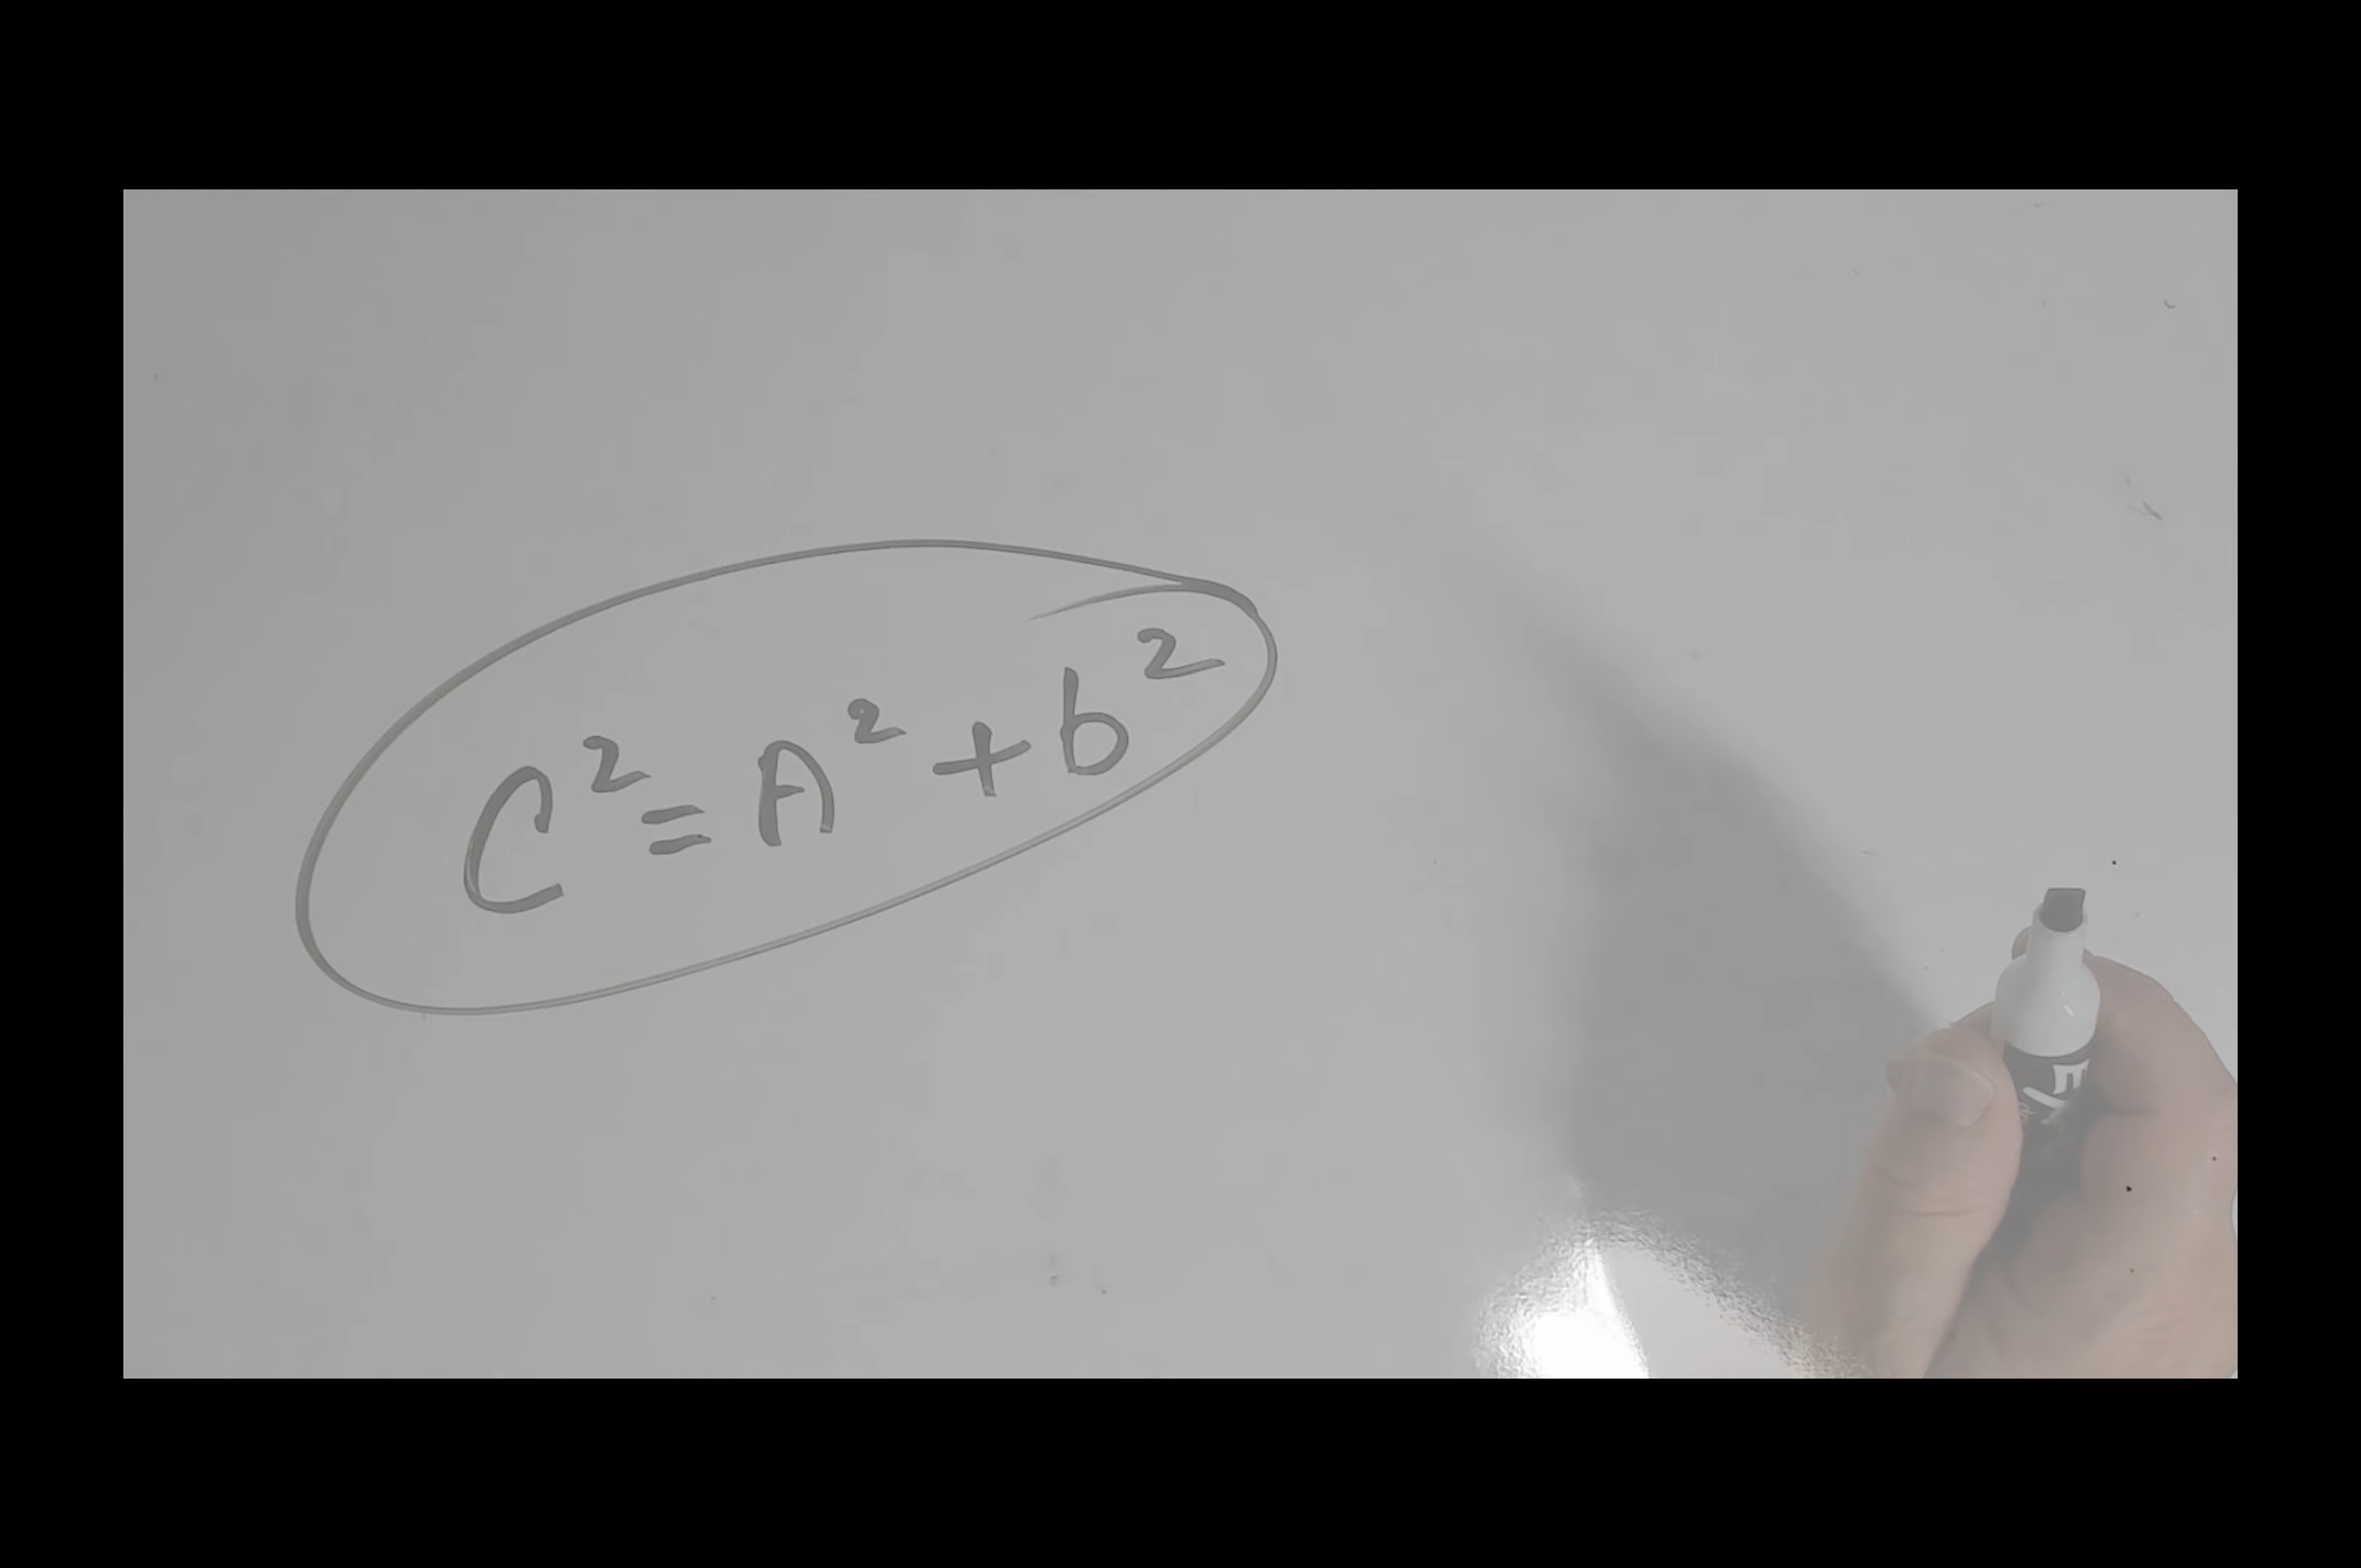 C² = A² + b²